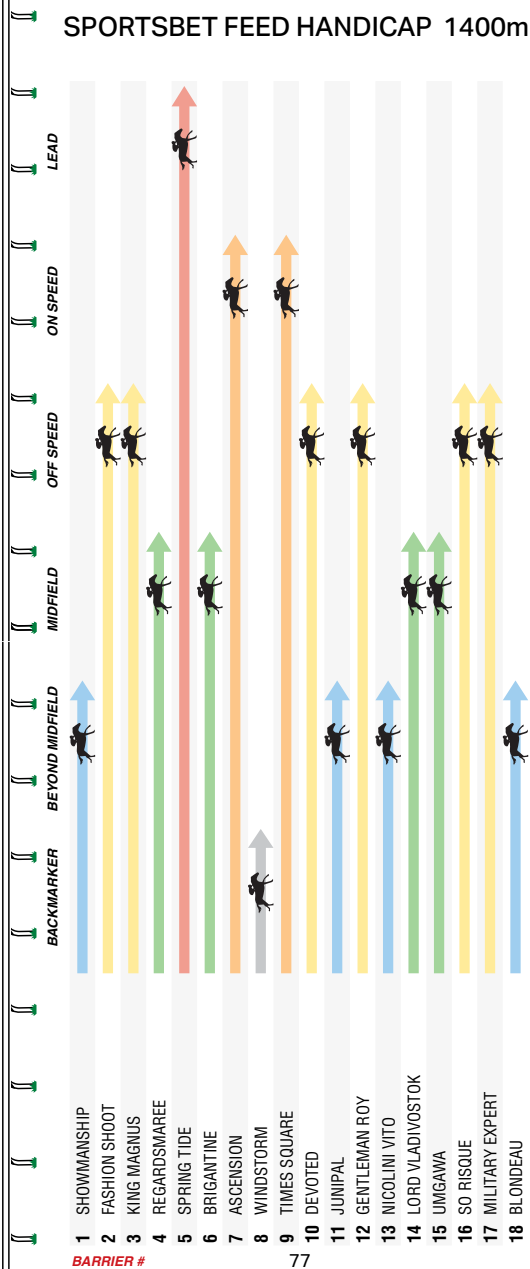 SPORTSBET FEED HANDICAP 1400m
LEAD
ON SPEED
OFF SPEED
MIDFIELD
BEYOND MIDFIELD
BACKMARKER
1 SHOWMANSHIP
2 FASHION SHOOT
3 KING MAGNUS
4 REGARDSMAREE
5 SPRING TIDE
6 BRIGANTINE
7 ASCENSION
8 WINDSTORM
9 TIMES SQUARE
10 DEVOTED
11 JUNIPAL
12 GENTLEMAN ROY
13 NICOLINI VITO
14 LORD VLADIVOSTOK
15 UMGAWA
16 SO RISQUE
17 MILITARY EXPERT
18 BLONDEAU
BARRIER #
77